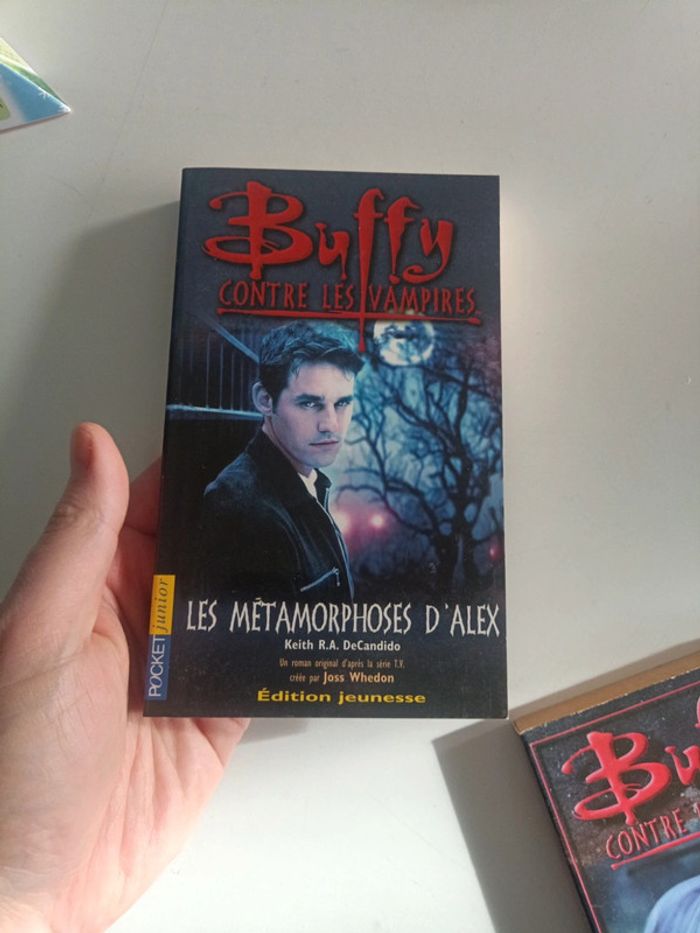 Buffy
CONTRE LES VAMPIRES
LES MÉTAMORPHOSES D'ALEX
Keith R.A. DeCandido
Un roman original d'après la série T.V.
créée par Joss Whedon
Édition jeunesse
POCKET junior
Bu
CONTRE